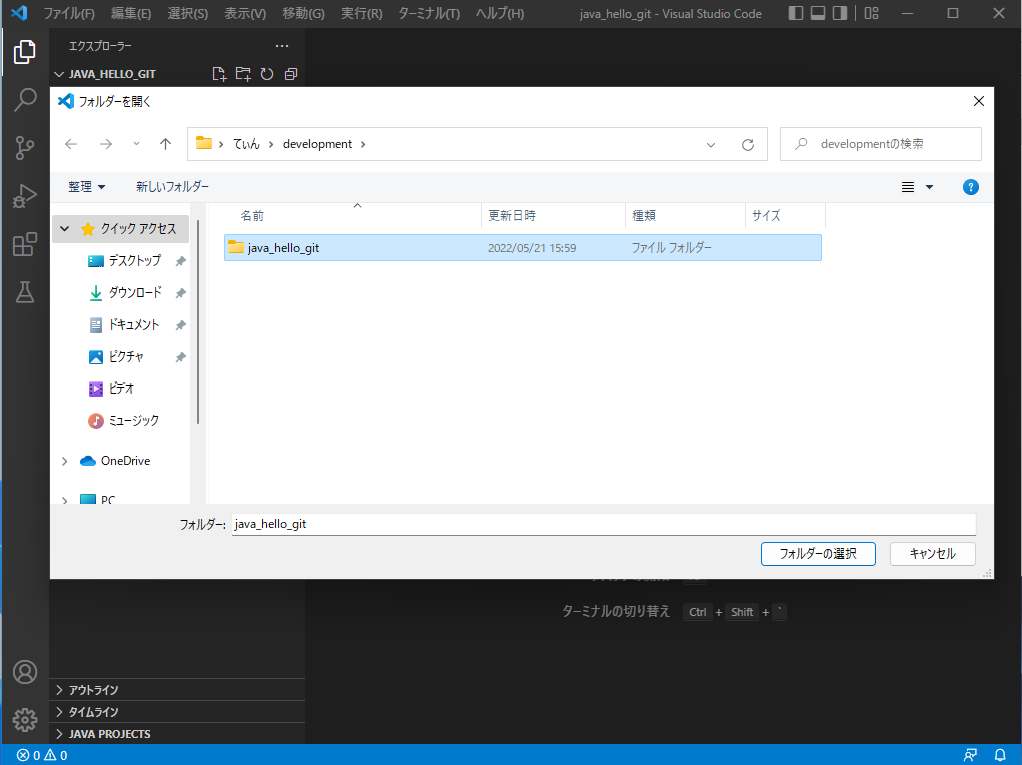 ファイル(F) 編集(E) 選択(S) 表示(V) 移動(G) 実行(R) ターミナル(T) ヘルプ(H) java_hello_git - Visual Studio Code
エクスプローラー
JAVA_HELLO_GIT
フォルダーを開く
てぃん development
developmentの検索
整理 新しいフォルダー
名前 更新日時 種類 サイズ
クイック アクセス
java_hello_git 2022/05/21 15:59 ファイル フォルダー
デスクトップ
ダウンロード
ドキュメント
ピクチャ
ビデオ
ミュージック
OneDrive
PC
フォルダー: java_hello_git
フォルダーの選択 キャンセル
ターミナルの切り替え Ctrl + Shift + `
アウトライン
タイムライン
JAVA PROJECTS
0 0